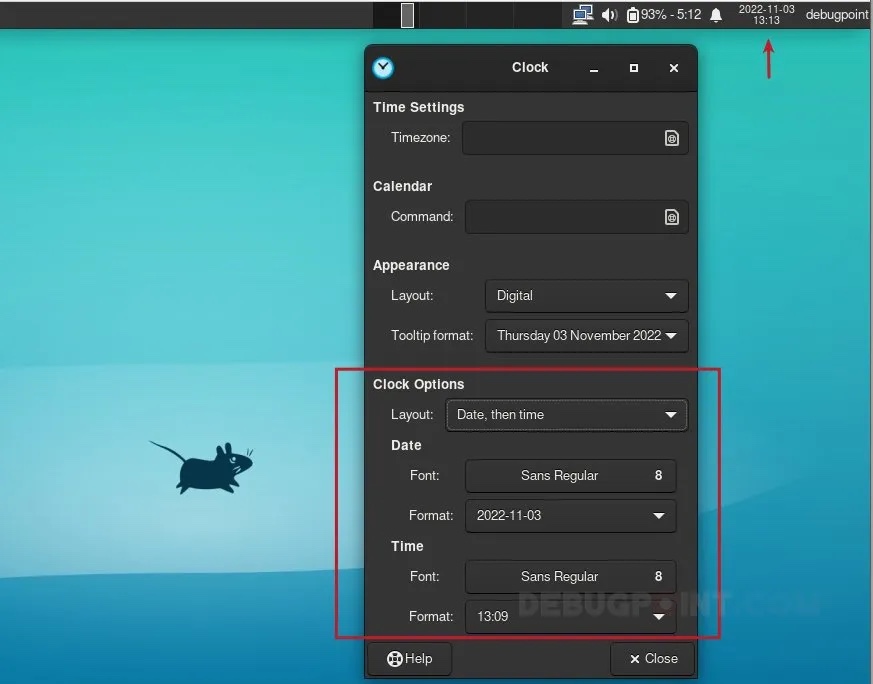 93% - 5:12
2022-11-03
13:13
debugpoint
Clock
Time Settings
Timezone:
Calendar
Command:
Appearance
Layout: Digital
Tooltip format: Thursday 03 November 2022
Clock Options
Layout: Date, then time
Date
Font: Sans Regular 8
Format: 2022-11-03
Time
Font: Sans Regular 8
DEBUGPOINT.COM
Format: 13:09
Help
Close